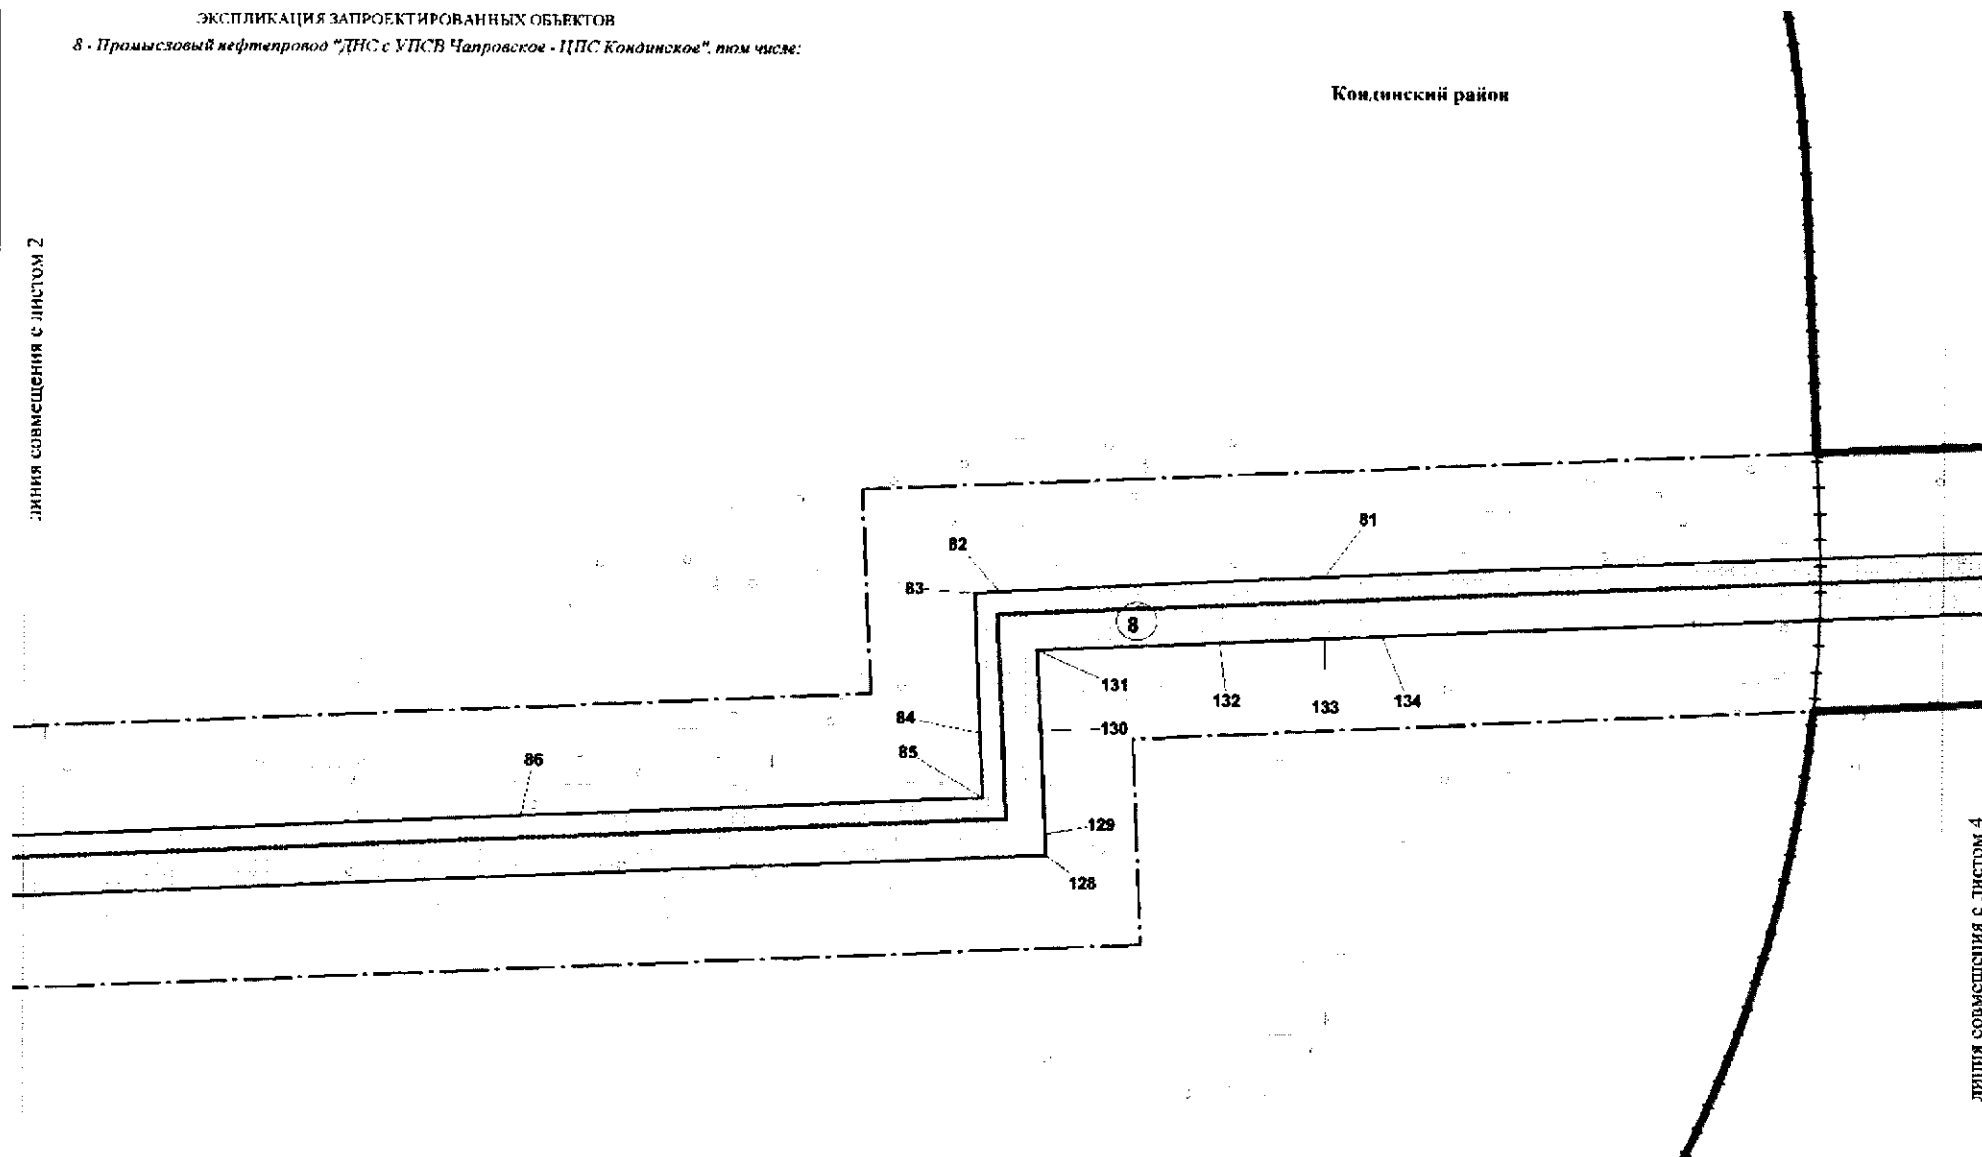 ЭКСПЛИКАЦИЯ ЗАПРОЕКТИРОВАННЫХ ОБЪЕКТОВ
8 - Промысловый нефтепровод "ДНС с УПСВ Чапровское - ЦПС Кондинское", том числе:
Кондинский район
линия совмещения с листом 2
81
82
83
8
131
132
133
134
84
130
85
86
129
128
линия совмещения с листом 4